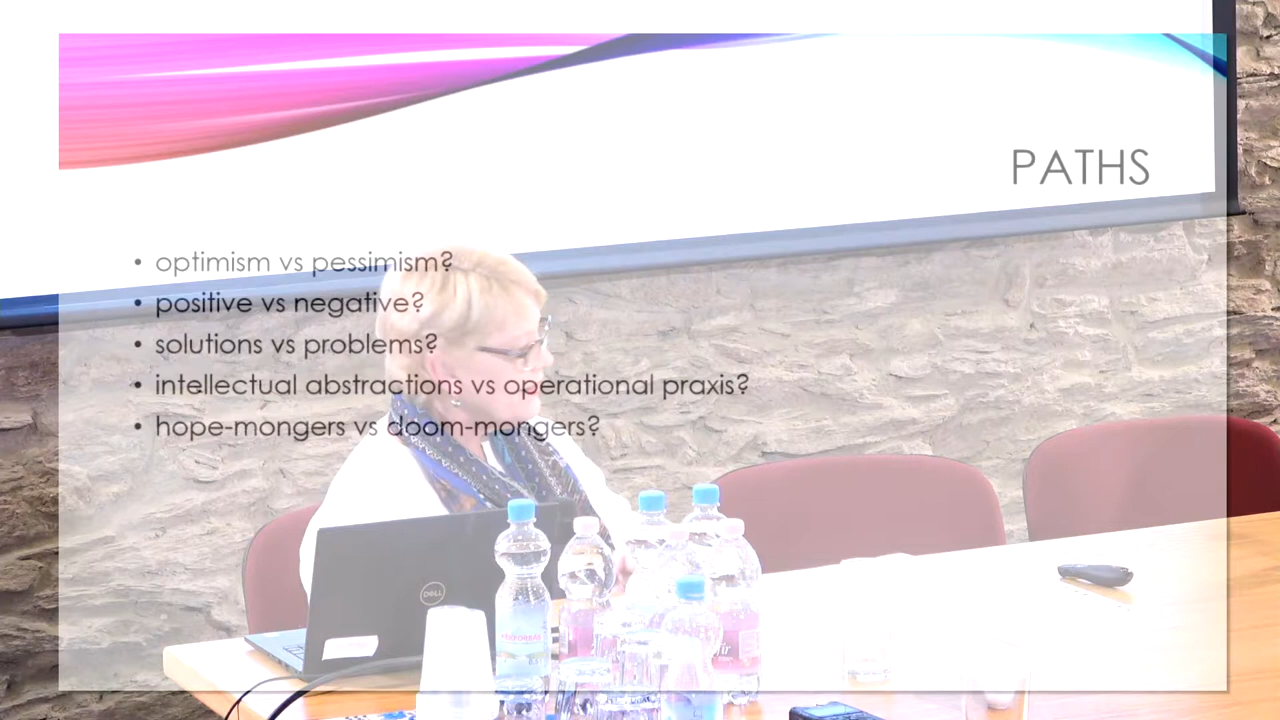 PATHS
• optimism vs pessimism?
• positive vs negative?
• solutions vs problems?
• intellectual abstractions vs operational praxis?
• hope-mongers vs doom-mongers?
DELL